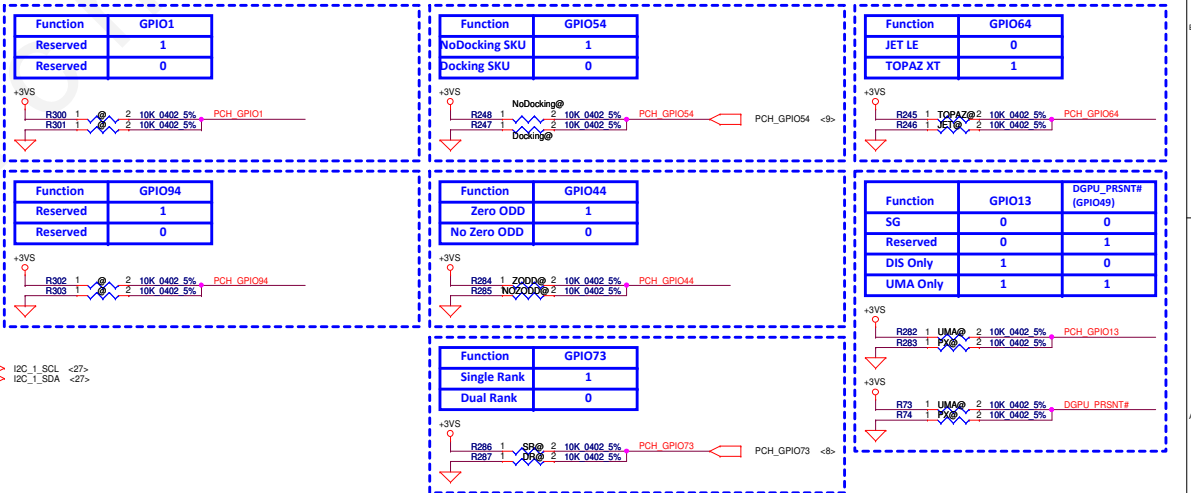 Function GPIO1
Reserved 1
Reserved 0
+3VS
R300 1 @ 2 10K_0402_5% PCH_GPIO1
R301 1 @ 2 10K_0402_5%
Function GPIO54
NoDocking SKU 1
Docking SKU 0
+3VS
NoDocking@
R248 1 2 10K_0402_5% PCH_GPIO54 PCH_GPIO54 <9>
R247 1 2 10K_0402_5%
Docking@
Function GPIO64
JET LE 0
TOPAZ XT 1
+3VS
R245 1 TOPAZ@ 2 10K_0402_5% PCH_GPIO64
R246 1 JET@ 2 10K_0402_5%
Function GPIO94
Reserved 1
Reserved 0
+3VS
R302 1 @ 2 10K_0402_5% PCH_GPIO94
R303 1 @ 2 10K_0402_5%
Function GPIO44
Zero ODD 1
No Zero ODD 0
+3VS
R284 1 ZODD@ 2 10K_0402_5% PCH_GPIO44
R285 1 NOZODD@ 2 10K_0402_5%
Function GPIO13 DGPU_PRSNT#
(GPIO49)
SG 0 0
Reserved 0 1
DIS Only 1 0
UMA Only 1 1
+3VS
R282 1 UMA@ 2 10K_0402_5% PCH_GPIO13
R283 1 PX@ 2 10K_0402_5%
+3VS
R73 1 UMA@ 2 10K_0402_5% DGPU_PRSNT#
R74 1 PX@ 2 10K_0402_5%
I2C_1_SCL <27>
I2C_1_SDA <27>
Function GPIO73
Single Rank 1
Dual Rank 0
+3VS
R286 1 SR@ 2 10K_0402_5% PCH_GPIO73 PCH_GPIO73 <8>
R287 1 DR@ 2 10K_0402_5%